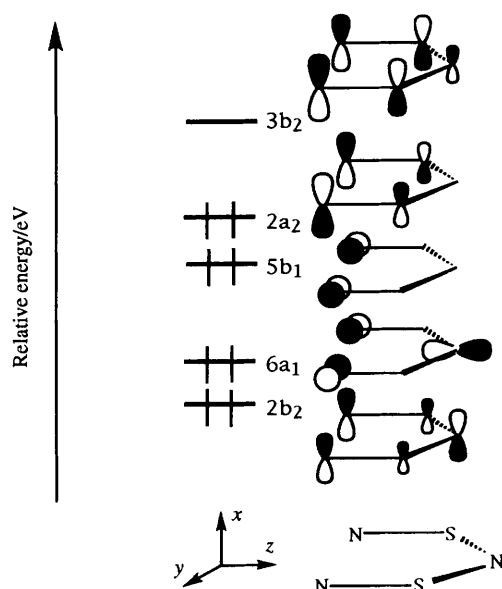 Relative energy/eV
3b₂
2a₂
5b₁
6a₁
2b₂
x
y
z
N
S
N
N
S